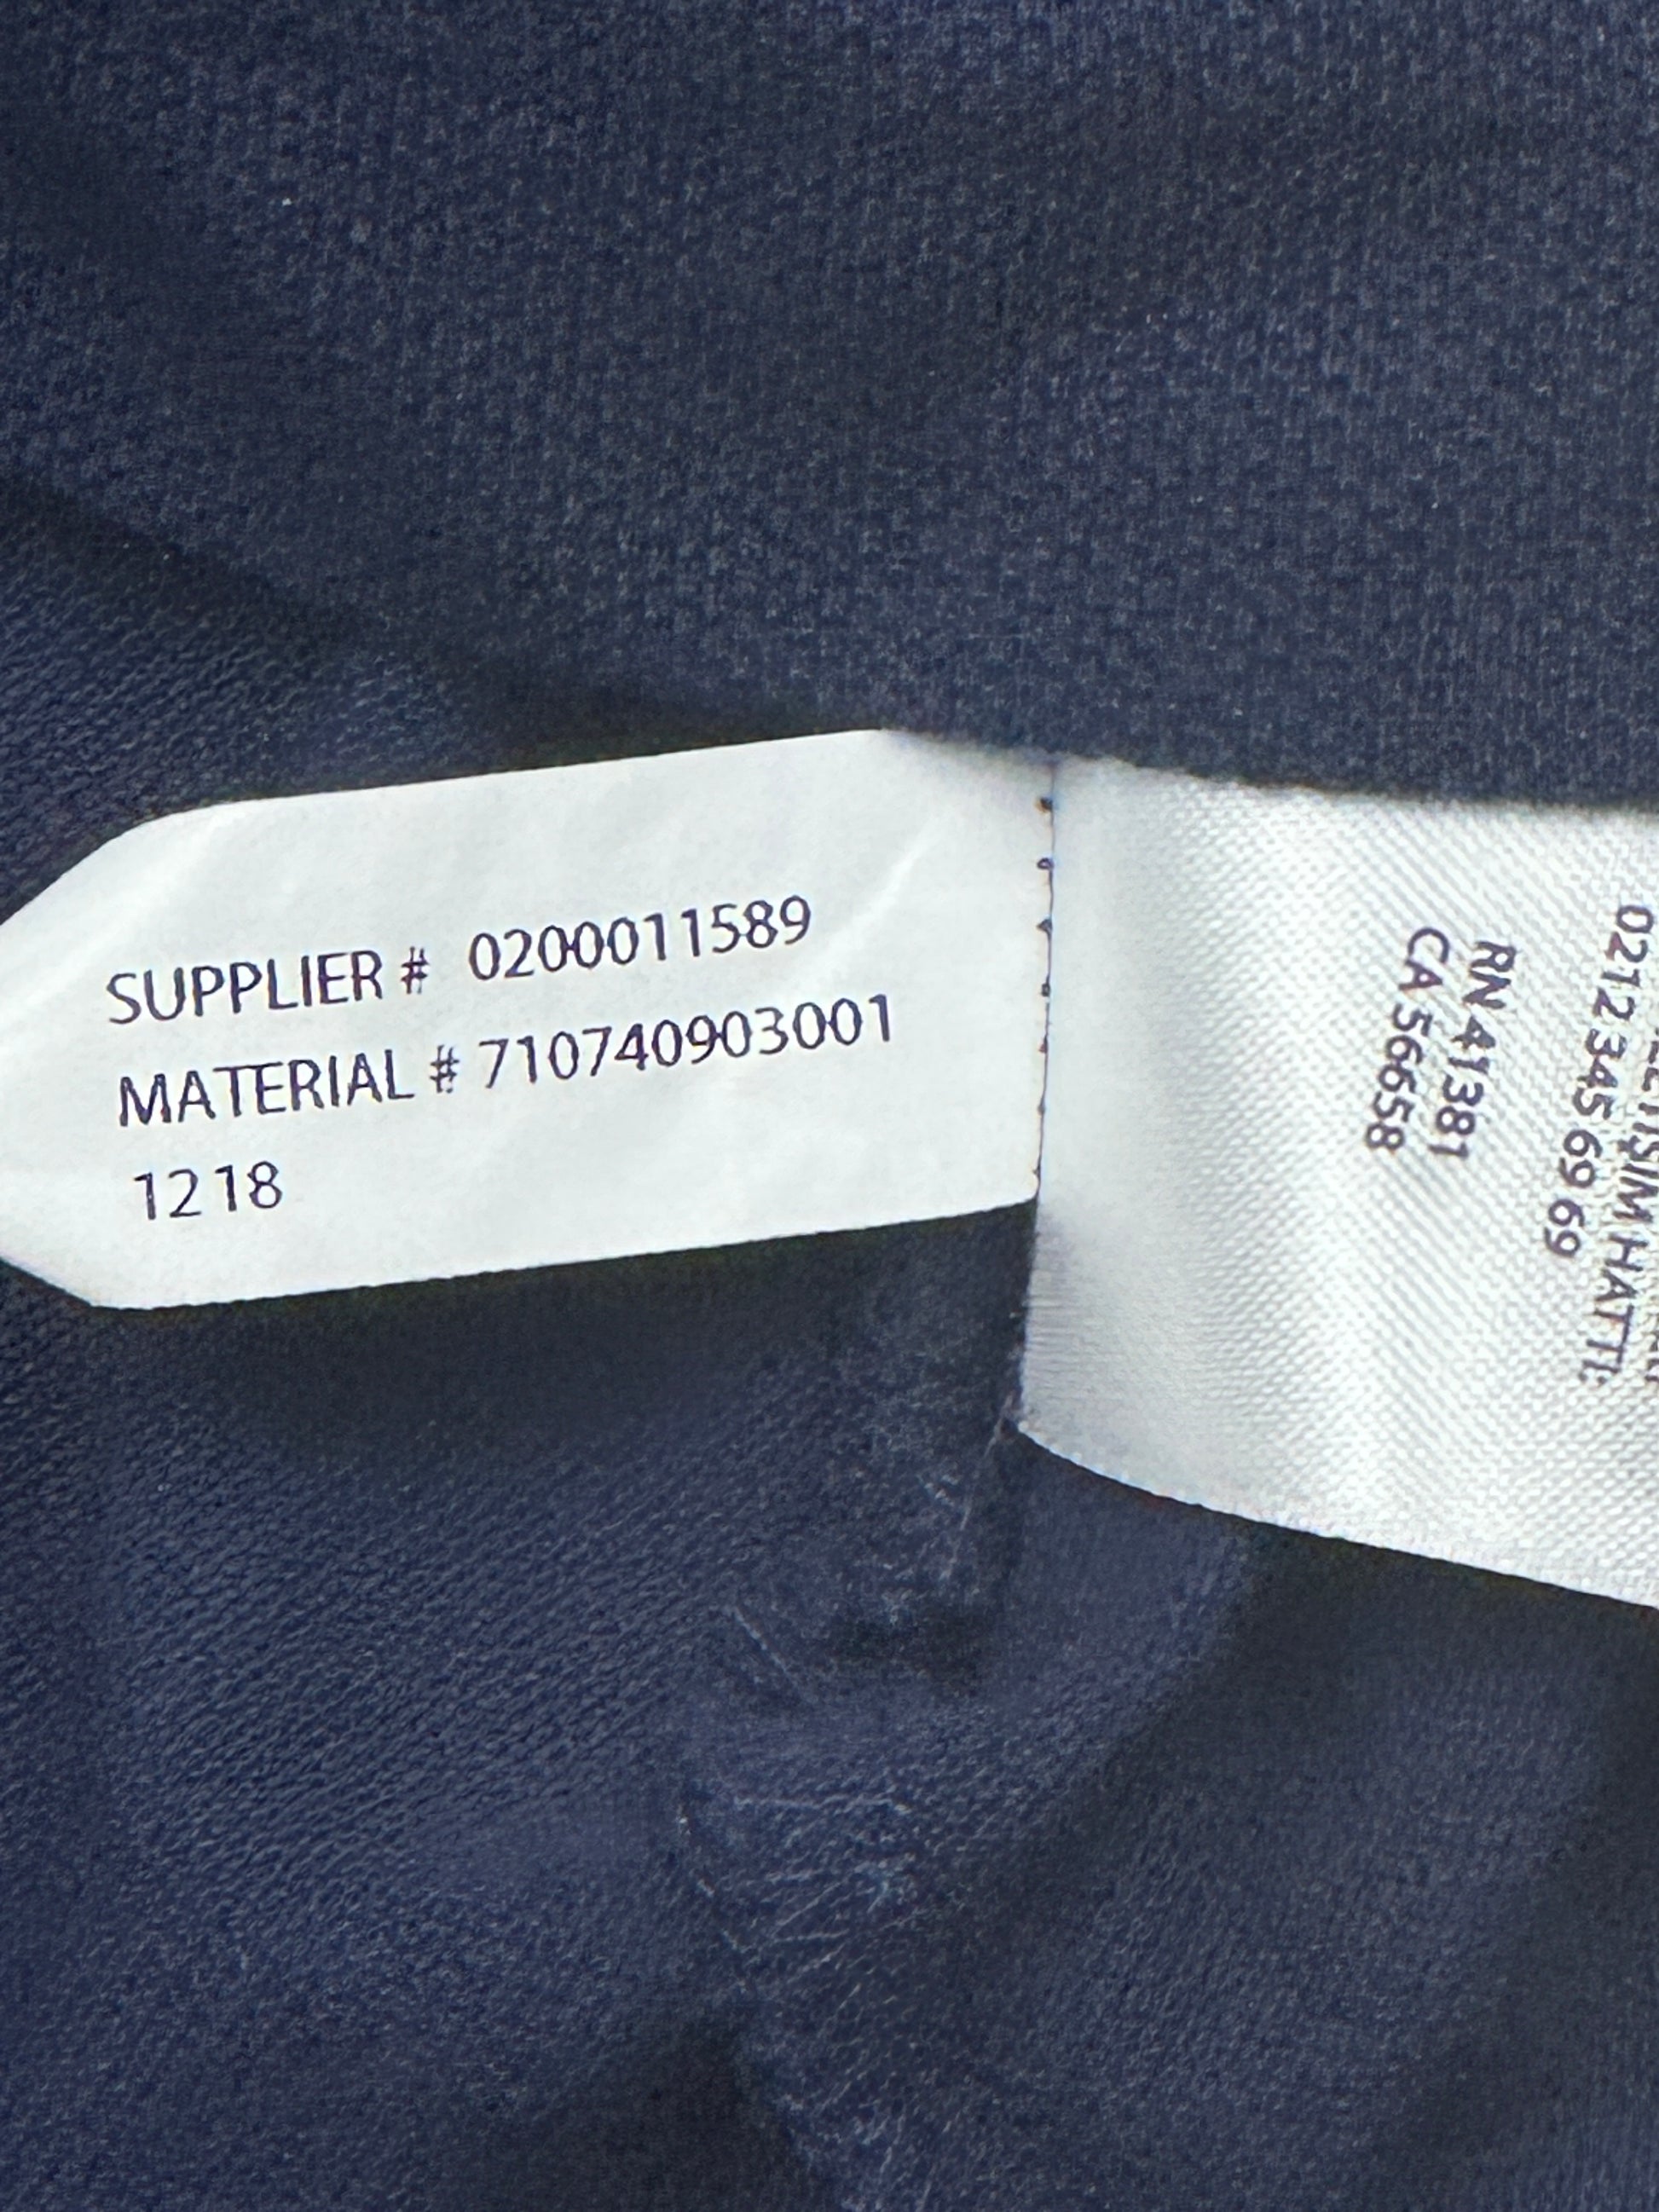 SUPPLIER # 0200011589
MATERIAL # 710740903001
1218
0212 345 69 69
RN 41381
CA 56658